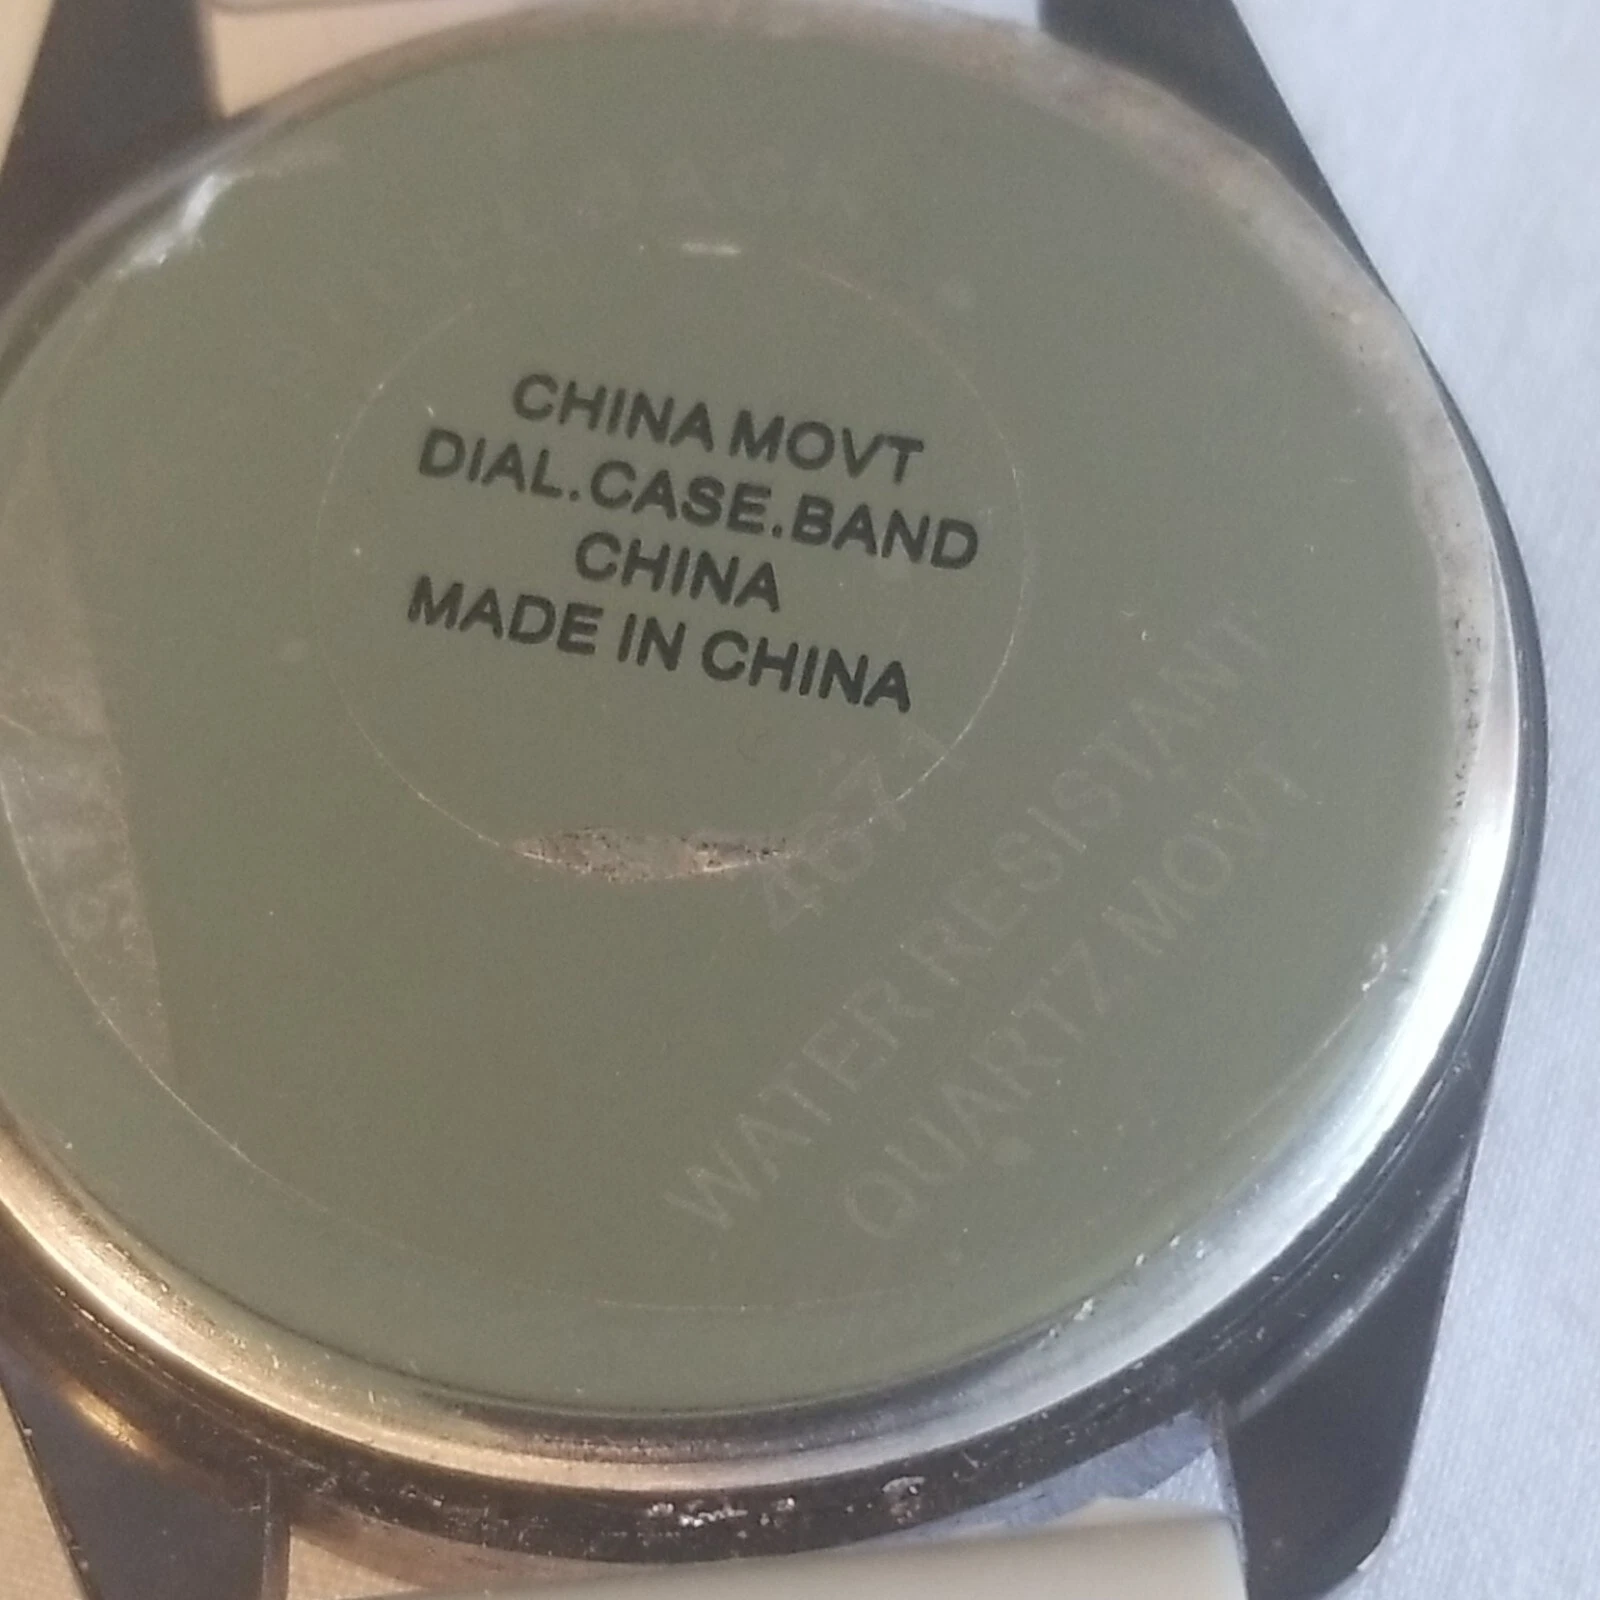 CHINA MOVT
DIAL.CASE.BAND
CHINA
MADE IN CHINA
WATER RESISTANT
QUARTZ MOVT